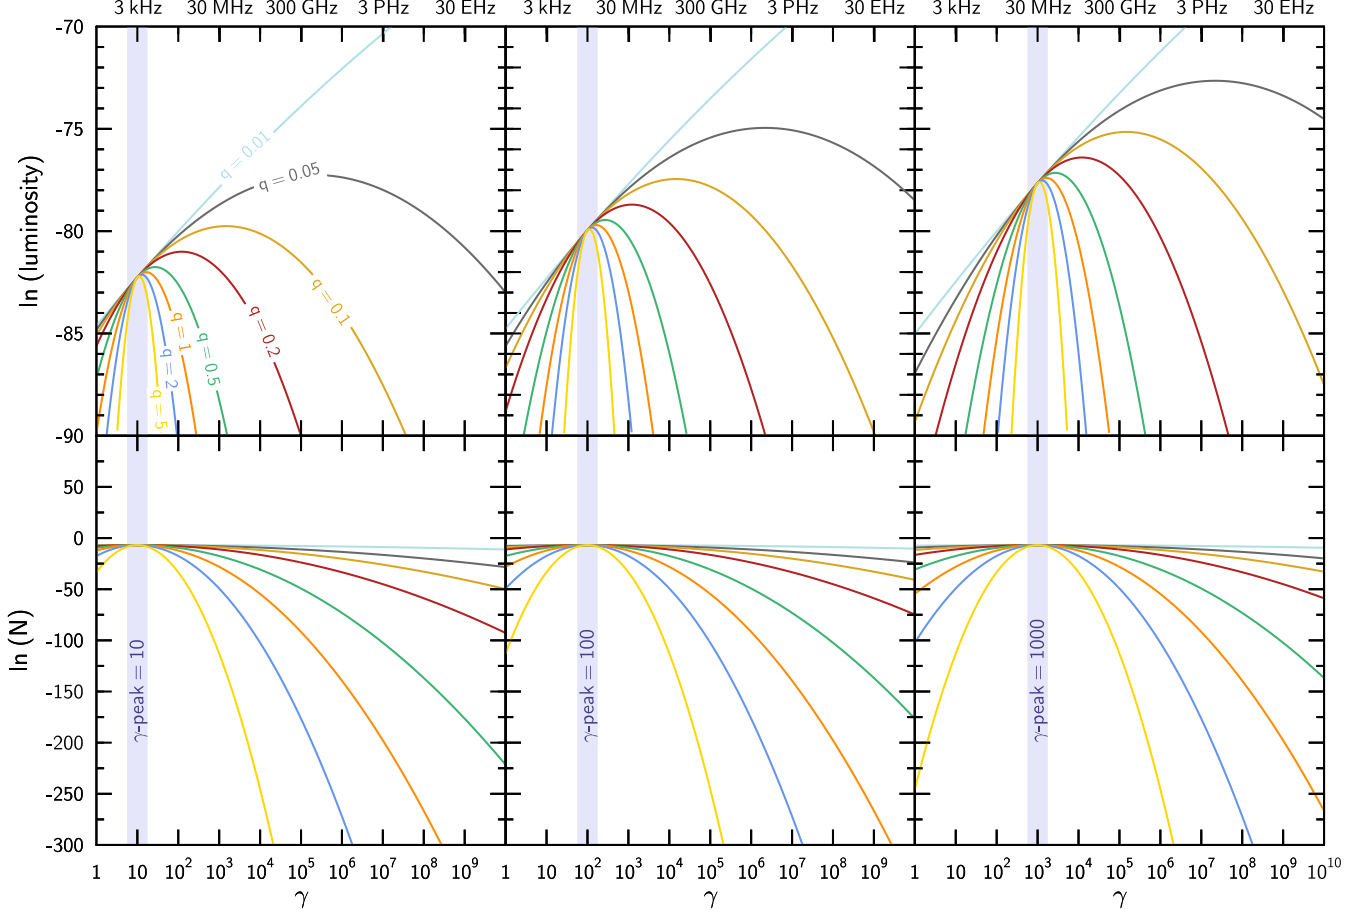 3 kHz 30 MHz 300 GHz 3 PHz 30 EHz 3 kHz 30 MHz 300 GHz 3 PHz 30 EHz 3 kHz 30 MHz 300 GHz 3 PHz 30 EHz
-70
-75
-80
-85
-90
ln (luminosity)
q = 0.01
q = 0.05
q = 0.1
q = 0.2
q = 0.5
q = 1
q = 2
q = 5
50
0
-50
-100
-150
-200
-250
-300
ln (N)
γ-peak = 10
γ-peak = 100
γ-peak = 1000
1 10 10² 10³ 10⁴ 10⁵ 10⁶ 10⁷ 10⁸ 10⁹ 1 10 10² 10³ 10⁴ 10⁵ 10⁶ 10⁷ 10⁸ 10⁹ 1 10 10² 10³ 10⁴ 10⁵ 10⁶ 10⁷ 10⁸ 10⁹ 10¹⁰
γ γ γ